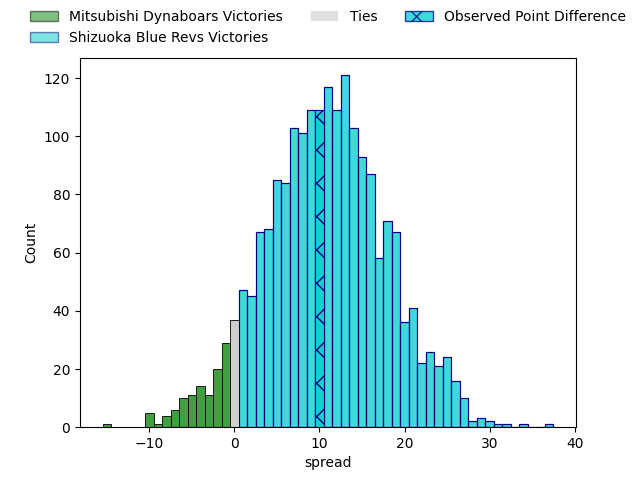 Mitsubishi Dynaboars Victories
Shizuoka Blue Revs Victories
Ties
Observed Point Difference
120
100
80
60
40
20
0
Count
−10
0
10
20
30
40
spread